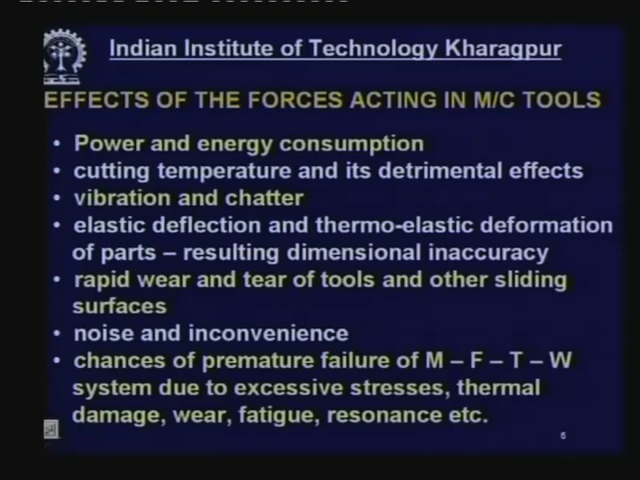 Indian Institute of Technology Kharagpur
EFFECTS OF THE FORCES ACTING IN M/C TOOLS
• Power and energy consumption
• cutting temperature and its detrimental effects
• vibration and chatter
• elastic deflection and thermo-elastic deformation
of parts – resulting dimensional inaccuracy
• rapid wear and tear of tools and other sliding
surfaces
• noise and inconvenience
• chances of premature failure of M – F – T – W
system due to excessive stresses, thermal
damage, wear, fatigue, resonance etc.
6